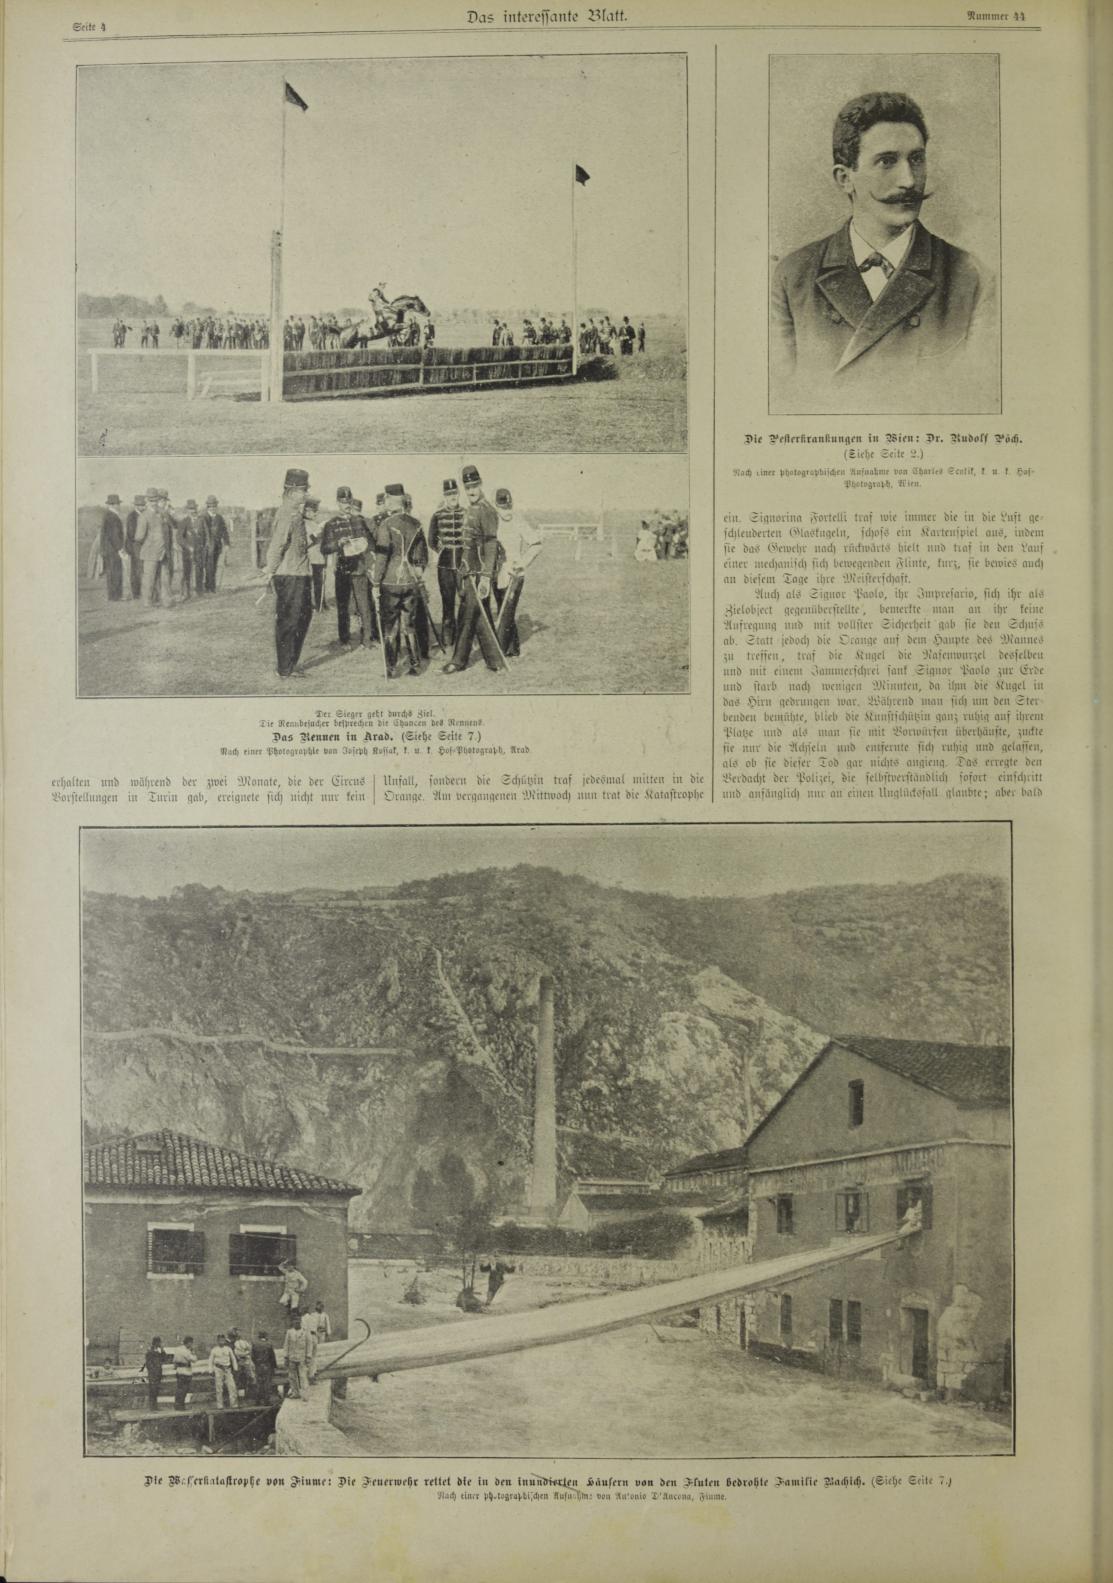 Seite 4
Das interessante Blatt.
Nummer 44
Der Sieger geht durchs Ziel.
Die Rennbesucher besprechen die Chancen des Rennens.
Das Rennen in Arad. (Siehe Seite 7.)
Nach einer Photographie von Joseph Kossak, k. u. k. Hof-Photograph, Arad.
Die Pesterkrankungen in Wien: Dr. Rudolf Pöch.
(Siehe Seite 2.)
Nach einer photographischen Aufnahme von Charles Scolik, k. u. k. Hof-
Photograph, Wien.
erhalten und während der zwei Monate, die der Circus
Vorstellungen in Turin gab, ereignete sich nicht nur kein
Unfall, sondern die Schützin traf jedesmal mitten in die
Orange. Am vergangenen Mittwoch nun trat die Katastrophe
ein. Signorina Fortelli traf wie immer die in die Luft ge-
schleuderten Glaskugeln, schoss ein Kartenspiel aus, indem
sie das Gewehr nach rückwärts hielt und traf in den Lauf
einer mechanisch sich bewegenden Flinte, kurz, sie bewies auch
an diesem Tage ihre Meisterschaft.
Auch als Signor Paolo, ihr Impresario, sich ihr als
Zielobject gegenüberstellte, bemerkte man an ihr keine
Aufregung und mit vollster Sicherheit gab sie den Schuss
ab. Statt jedoch die Orange auf dem Haupte des Mannes
zu treffen, traf die Kugel die Nasenwurzel desselben
und mit einem Jammerschrei sank Signor Paolo zur Erde
und starb nach wenigen Minuten, da ihm die Kugel in
das Hirn gedrungen war. Während man sich um den Ster-
benden bemühte, blieb die Kunstschützin ganz ruhig auf ihrem
Platze und als man sie mit Vorwürfen überhäufte, zuckte
sie nur die Achseln und entfernte sich ruhig und gelassen,
als ob sie dieser Tod gar nichts angieng. Das erregte den
Verdacht der Polizei, die selbstverständlich sofort einschritt
und anfänglich nur an einen Unglücksfall glaubte; aber bald
Die Wasserkatastrophe von Fiume: Die Feuerwehr rettet die in den inundierten Häusern von den Fluten bedrohte Familie Bachich. (Siehe Seite 7.)
Nach einer photographischen Aufnahme von Antonio D'Ancona, Fiume.